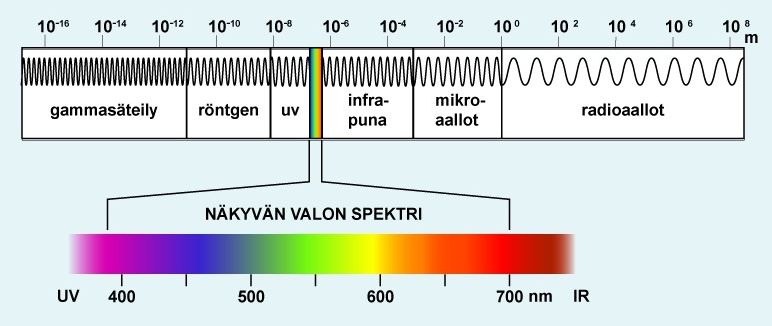 10⁻¹⁶ 10⁻¹⁴ 10⁻¹² 10⁻¹⁰ 10⁻⁸ 10⁻⁶ 10⁻⁴ 10⁻² 10⁰ 10² 10⁴ 10⁶ 10⁸ m
gammasäteily
röntgen
uv
infra-
puna
mikro-
aallot
radioaallot
NÄKYVÄN VALON SPEKTRI
UV 400 500 600 700 nm IR